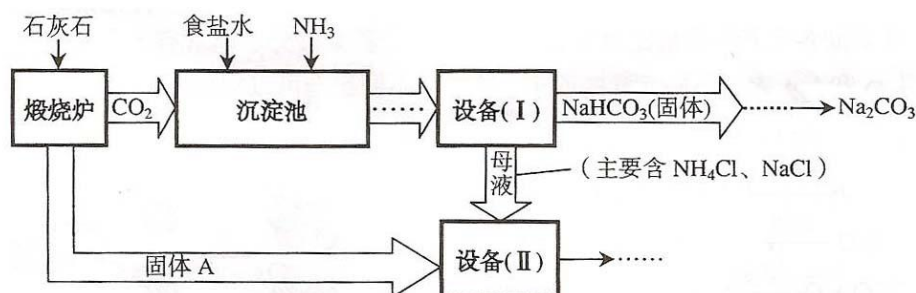 石灰石
食盐水
NH₃
煅烧炉
CO₂
沉淀池
······
设备(Ⅰ)
NaHCO₃(固体)
······
Na₂CO₃
母液
(主要含 NH₄Cl、NaCl)
固体 A
设备(Ⅱ)
······